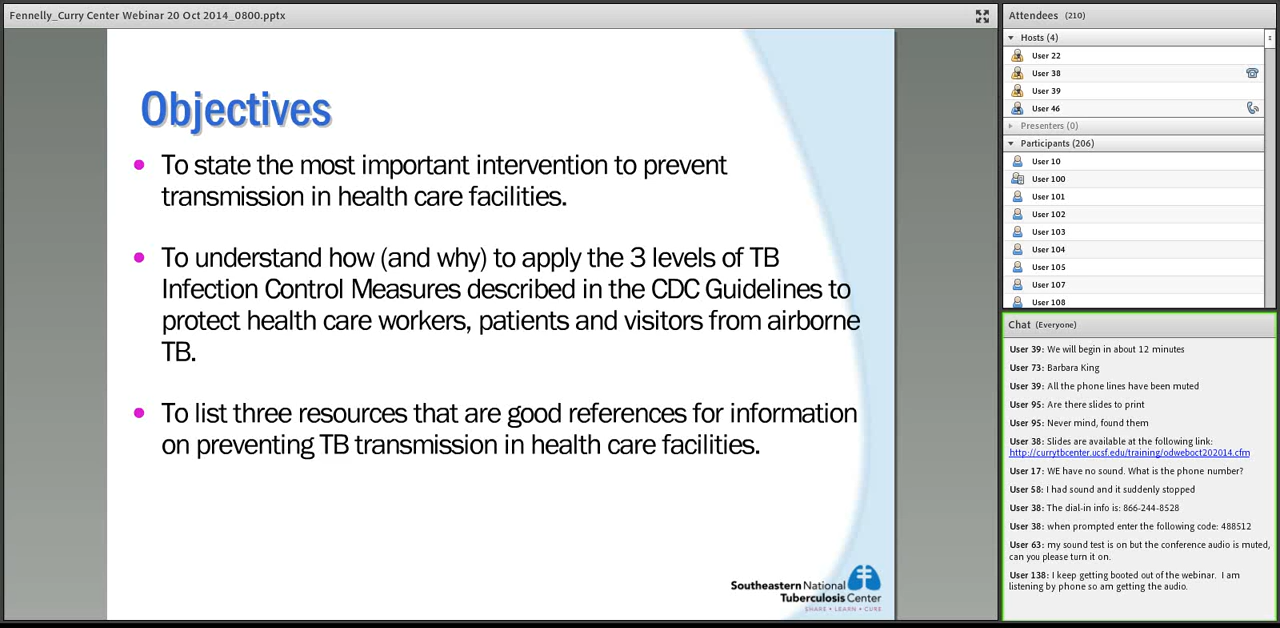 Fennelly_Curry Center Webinar 20 Oct 2014_0800.pptx
Objectives
To state the most important intervention to prevent
transmission in health care facilities.
To understand how (and why) to apply the 3 levels of TB
Infection Control Measures described in the CDC Guidelines to
protect health care workers, patients and visitors from airborne
TB.
To list three resources that are good references for information
on preventing TB transmission in health care facilities.
Southeastern National
Tuberculosis Center
SHARE • LEARN • CURE
Attendees (210)
Hosts (4)
User 22
User 38
User 39
User 46
Presenters (0)
Participants (206)
User 10
User 100
User 101
User 102
User 103
User 104
User 105
User 107
User 108
Chat (Everyone)
User 39: We will begin in about 12 minutes
User 73: Barbara King
User 39: All the phone lines have been muted
User 95: Are there slides to print
User 95: Never mind, found them
User 38: Slides are available at the following link:
http://currytbcenter.ucsf.edu/training/odweboct202014.cfm
User 17: WE have no sound. What is the phone number?
User 58: I had sound and it suddenly stopped
User 38: The dial-in info is: 866-244-8528
User 38: when prompted enter the following code: 488512
User 63: my sound test is on but the conference audio is muted,
can you please turn it on.
User 138: I keep getting booted out of the webinar. I am
listening by phone so am getting the audio.